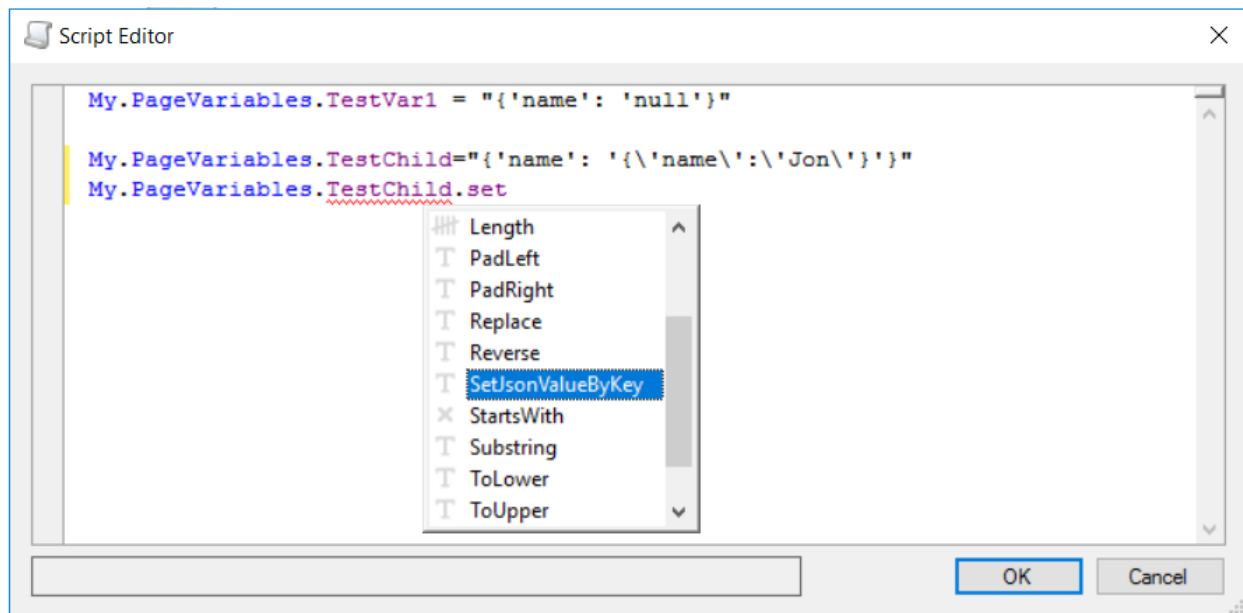 Script Editor
My.PageVariables.TestVar1 = "{'name': 'null'}"
My.PageVariables.TestChild="{'name': '{\'name\':\'Jon\'}'}"
My.PageVariables.TestChild.set
Length
PadLeft
PadRight
Replace
Reverse
SetJsonValueByKey
StartsWith
Substring
ToLower
ToUpper
OK Cancel